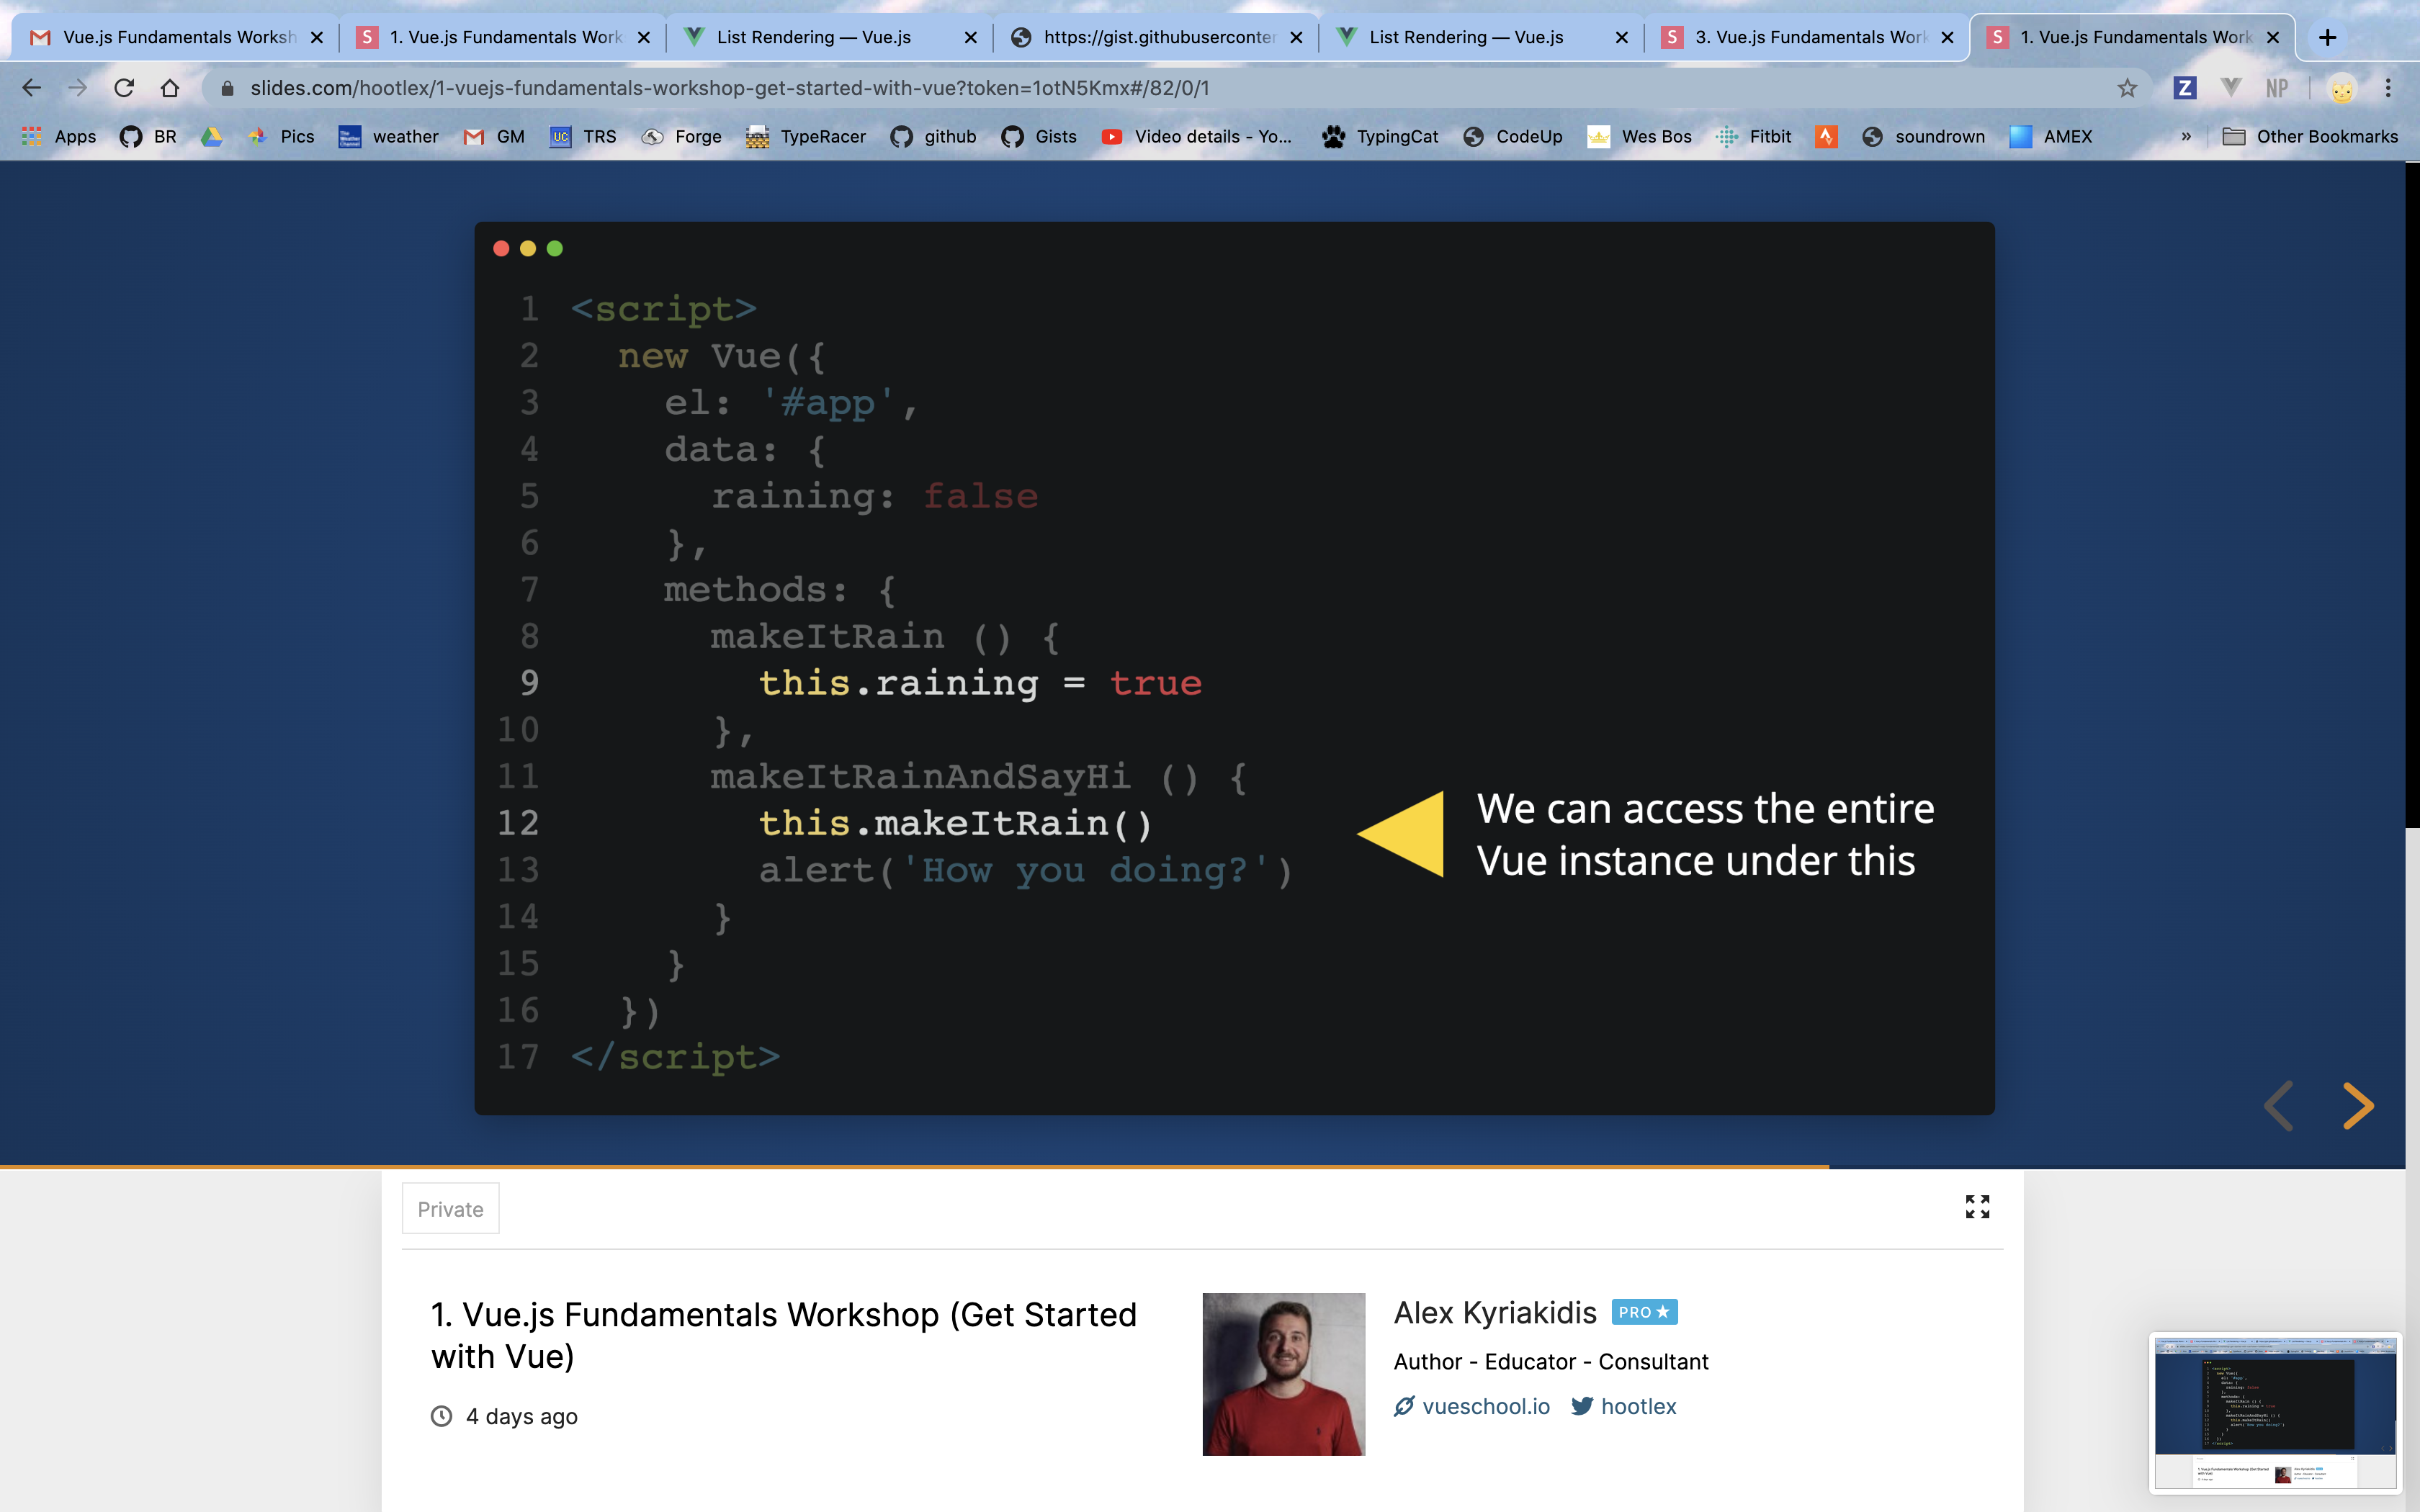 Vue.js Fundamentals Worksh
1. Vue.js Fundamentals Work
List Rendering — Vue.js
https://gist.githubuserconter
List Rendering — Vue.js
3. Vue.js Fundamentals Work
1. Vue.js Fundamentals Work
slides.com/hootlex/1-vuejs-fundamentals-workshop-get-started-with-vue?token=1otN5Kmx#/82/0/1
Z
NP
Apps
BR
Pics
weather
GM
TRS
Forge
TypeRacer
github
Gists
Video details - Yo...
TypingCat
CodeUp
Wes Bos
Fitbit
soundrown
AMEX
»
Other Bookmarks
1 <script>
2 new Vue({
3 el: '#app',
4 data: {
5 raining: false
6 },
7 methods: {
8 makeItRain () {
9 this.raining = true
10 },
11 makeItRainAndSayHi () {
12 this.makeItRain()
13 alert('How you doing?')
14 }
15 }
16 })
17 </script>
We can access the entire
Vue instance under this
Private
1. Vue.js Fundamentals Workshop (Get Started
with Vue)
4 days ago
Alex Kyriakidis PRO
Author - Educator - Consultant
vueschool.io hootlex